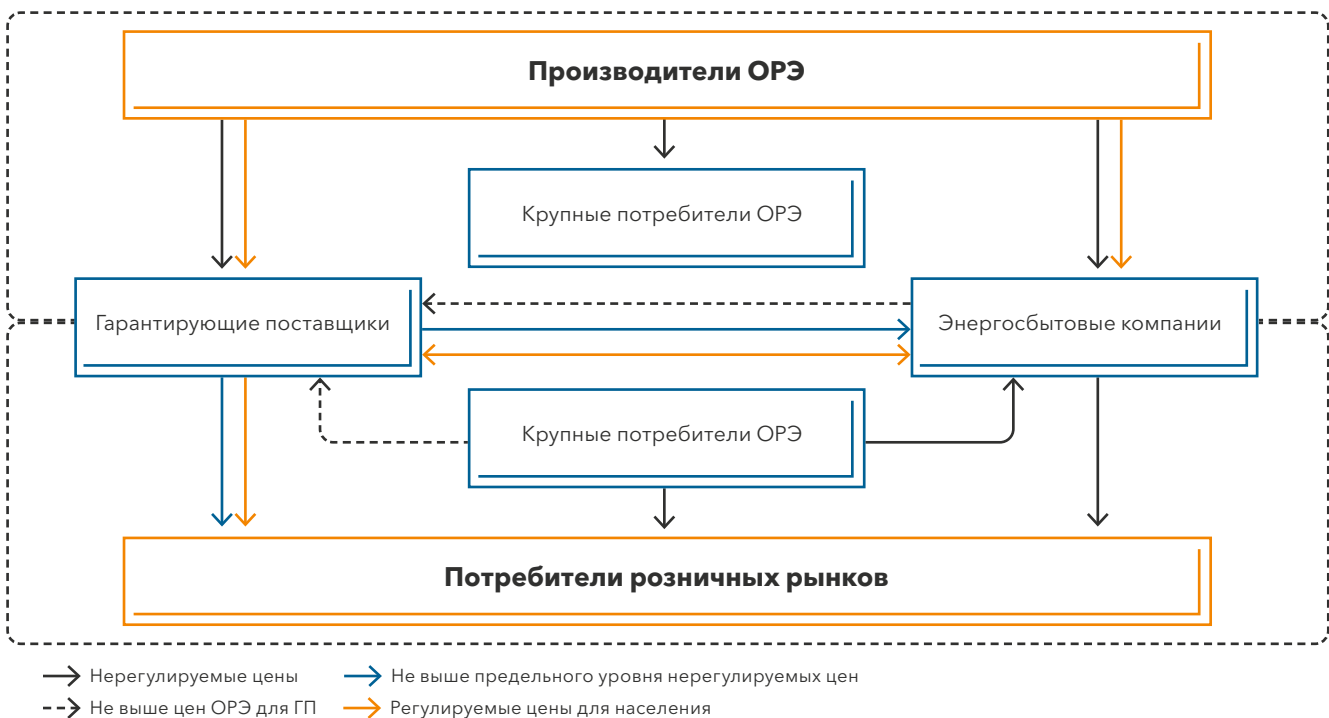 Производители ОРЭ
Крупные потребители ОРЭ
Гарантирующие поставщики
Энергосбытовые компании
Крупные потребители ОРЭ
Потребители розничных рынков
Нерегулируемые цены
Не выше предельного уровня нерегулируемых цен
Не выше цен ОРЭ для ГП
Регулируемые цены для населения